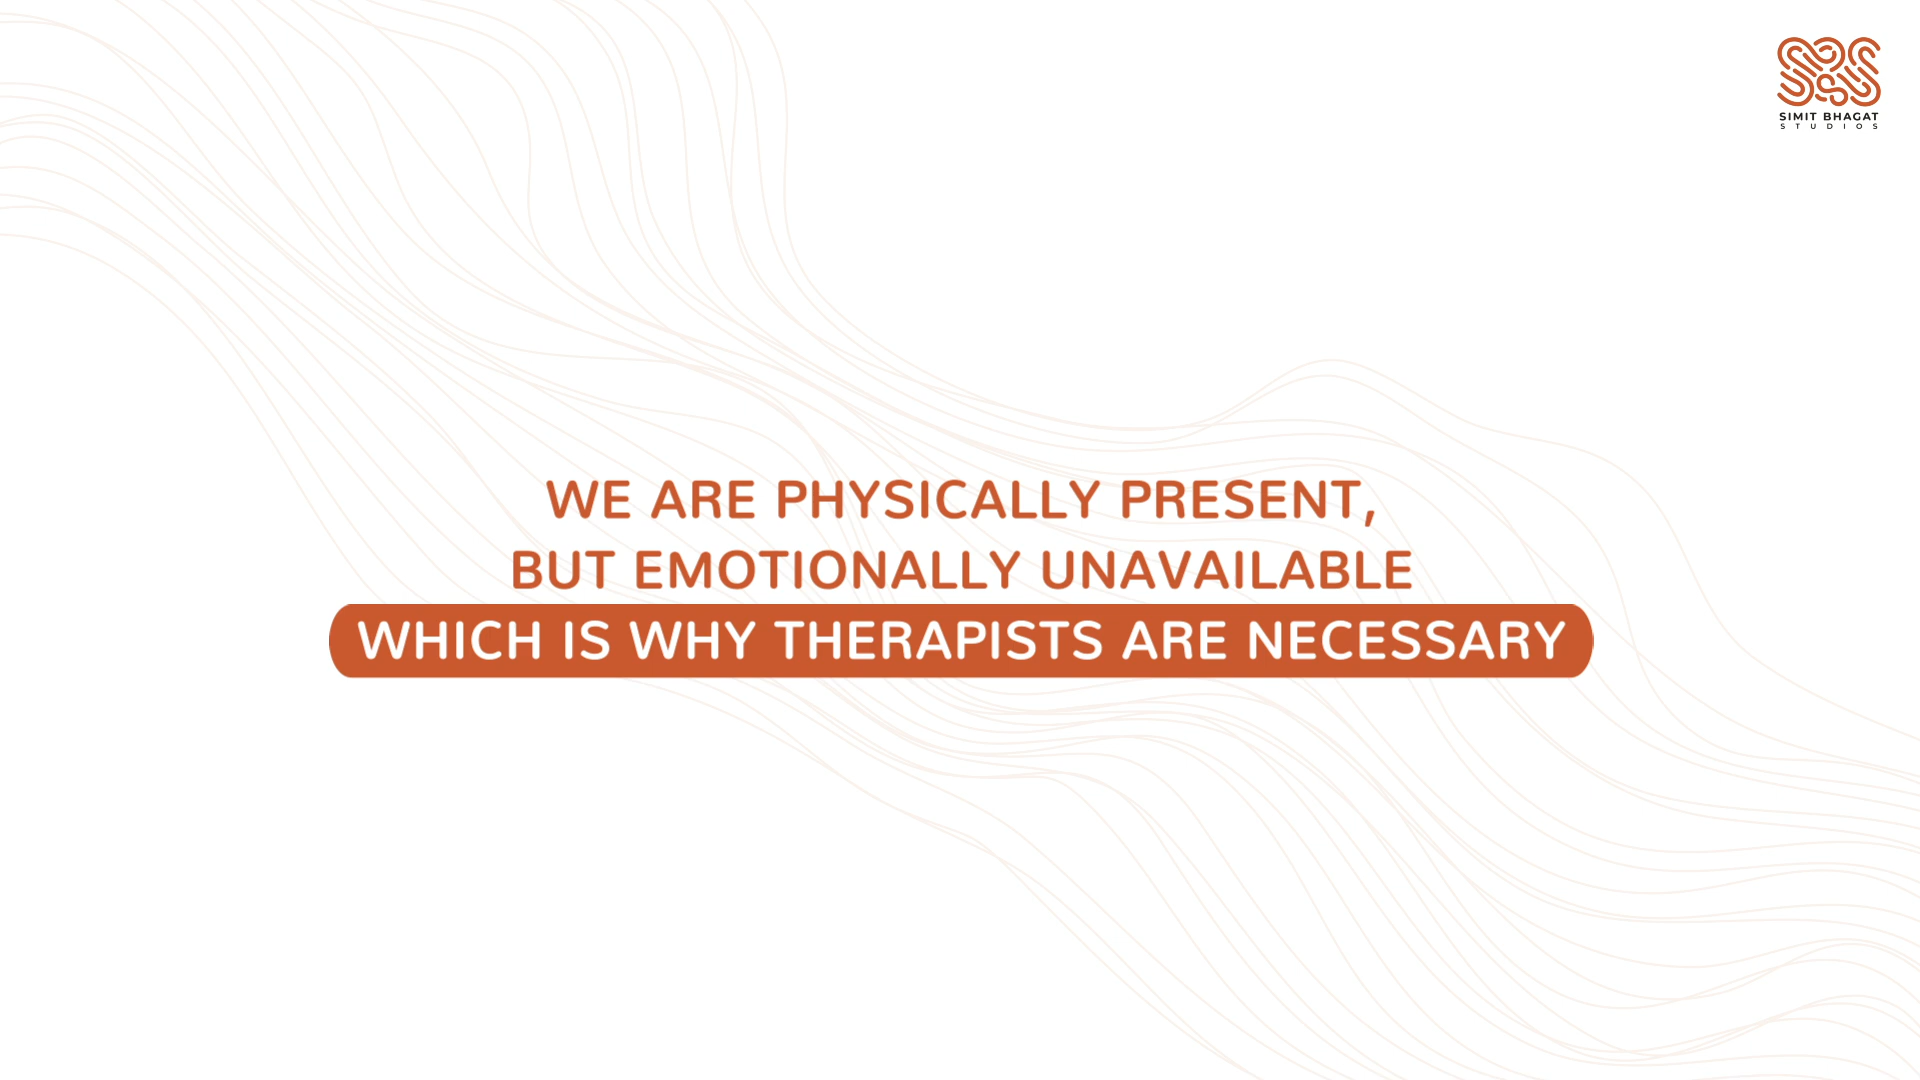 SIMIT BHAGAT
STUDIOS
WE ARE PHYSICALLY PRESENT,
BUT EMOTIONALLY UNAVAILABLE
WHICH IS WHY THERAPISTS ARE NECESSARY